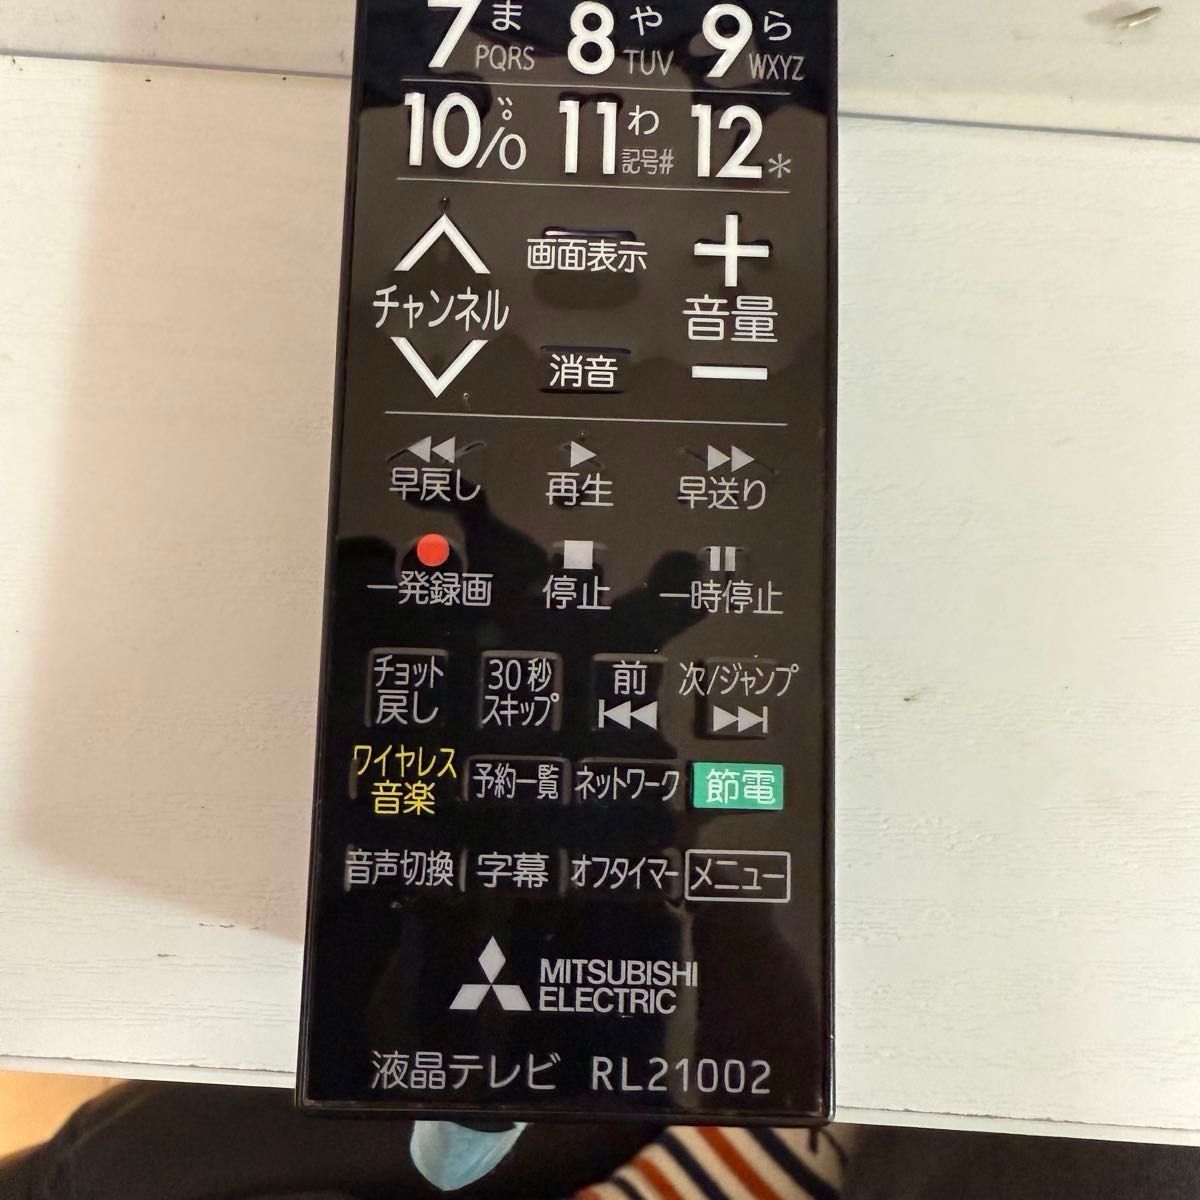 7 ま PQRS 8 や TUV 9 ら WXYZ
10/0 ゛゜ 11 わ 記号# 12 *
画面表示
チャンネル 音量
消音
早戻し 再生 早送り
一発録画 停止 一時停止
チョット 30秒 前 次/ジャンプ
戻し スキップ
ワイヤレス 予約一覧 ネットワーク 節電
音楽
音声切換 字幕 オフタイマー メニュー
MITSUBISHI
ELECTRIC
液晶テレビ RL21002